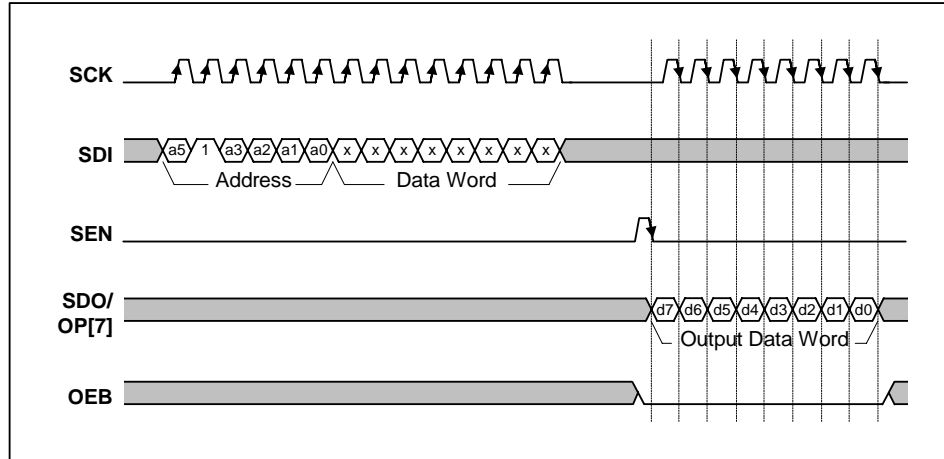 SCK
SDI a5 1 a3 a2 a1 a0 x x x x x x x x
Address Data Word
SEN
SDO/
OP[7] d7 d6 d5 d4 d3 d2 d1 d0
Output Data Word
OEB